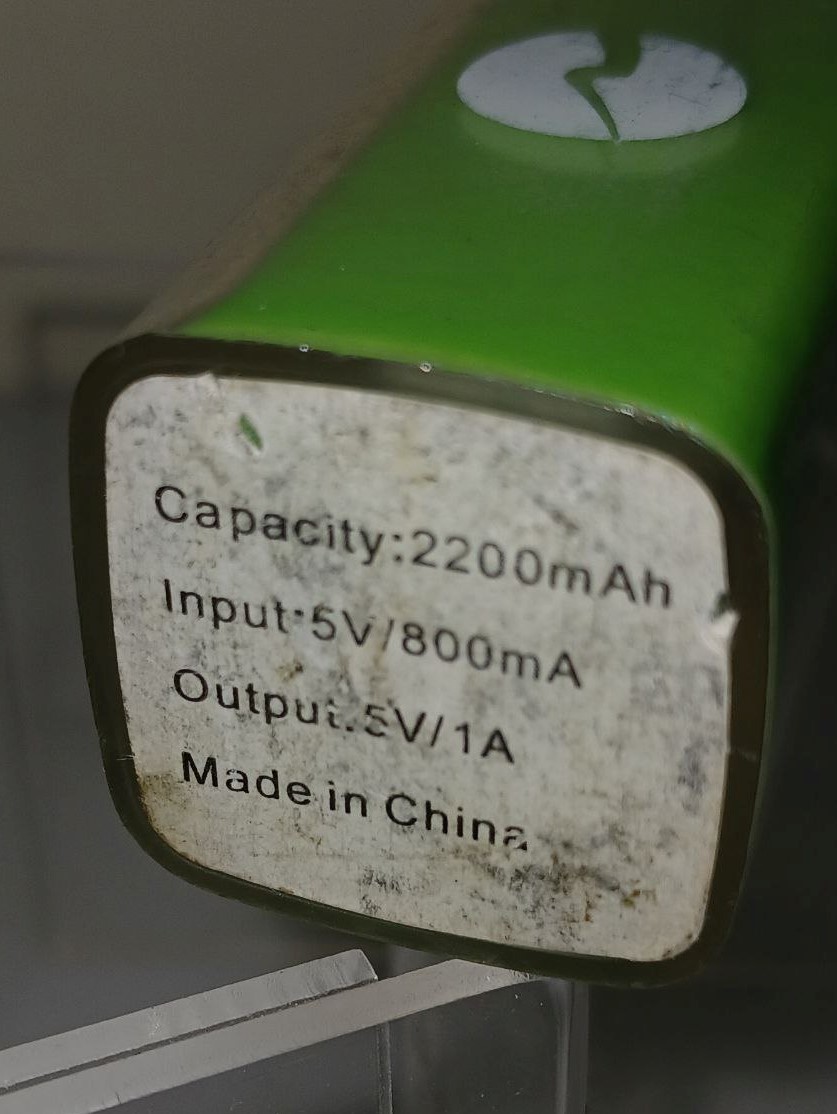 Capacity:2200mAh
Input:5V/800mA
Output:5V/1A
Made in China